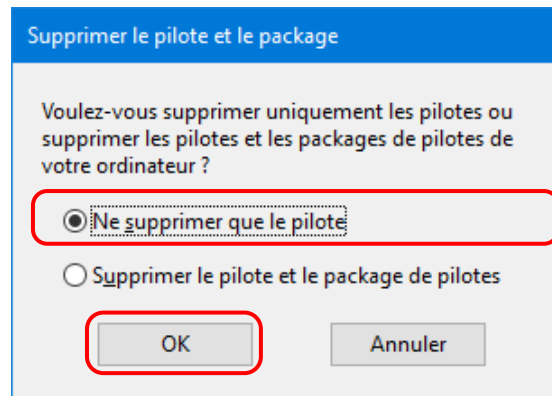 Supprimer le pilote et le package
Voulez-vous supprimer uniquement les pilotes ou
supprimer les pilotes et les packages de pilotes de
votre ordinateur ?
Ne supprimer que le pilote
Supprimer le pilote et le package de pilotes
OK Annuler